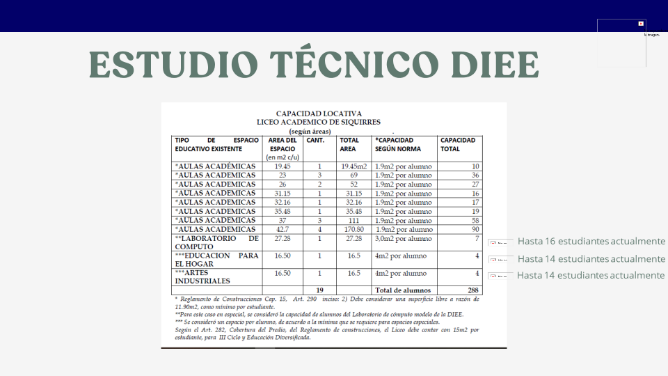 ESTUDIO TÉCNICO DIEE
CAPACIDAD LOCATIVA
LICEO ACADEMICO DE SIQUIRRES
(según áreas)
TIPO DE ESPACIO EDUCATIVO EXISTENTE | AREA DEL ESPACIO (en m2 c/u) | CANT. | TOTAL AREA | *CAPACIDAD SEGÚN NORMA | CAPACIDAD TOTAL
*AULAS ACADÉMICAS 19.45 1 19.45m2 1.9m2 por alumno 10
*AULAS ACADÉMICAS 23 3 69 1.9m2 por alumno 36
*AULAS ACADÉMICAS 26 2 52 1.9m2 por alumno 27
*AULAS ACADÉMICAS 31.15 1 31.15 1.9m2 por alumno 16
*AULAS ACADÉMICAS 32.16 1 32.16 1.9m2 por alumno 17
*AULAS ACADÉMICAS 35.48 1 35.48 1.9m2 por alumno 19
*AULAS ACADÉMICAS 37 3 111 1.9m2 por alumno 58
*AULAS ACADÉMICAS 42.7 4 170.80 1.9m2 por alumno 90
**LABORATORIO DE COMPUTO 27.28 1 27.28 3,0m2 por alumno 7
***EDUCACION PARA EL HOGAR 16.50 1 16.5 4m2 por alumno 4
***ARTES INDUSTRIALES 16.50 1 16.5 4m2 por alumno 4
19 Total de alumnos 288
Hasta 16 estudiantes actualmente
Hasta 14 estudiantes actualmente
Hasta 14 estudiantes actualmente
* Reglamento de Construcciones Cap. 15, Art. 290 inciso: 2) Debe considerar una superficie libre a razón de
11.90m2, como mínimo por estudiante.
**Para este caso en especial, se consideró la capacidad de alumnos del Laboratorio de cómputo modelo de la DIEE.
*** Se consideró un espacio por alumno, de acuerdo a la mínima que se requiere para espacios especiales.
Según el Art. 282, Cobertura del Predio, del Reglamento de construcciones, el Liceo debe contar con 15m2 por
estudiante, para III Ciclo y Educación Diversificada.